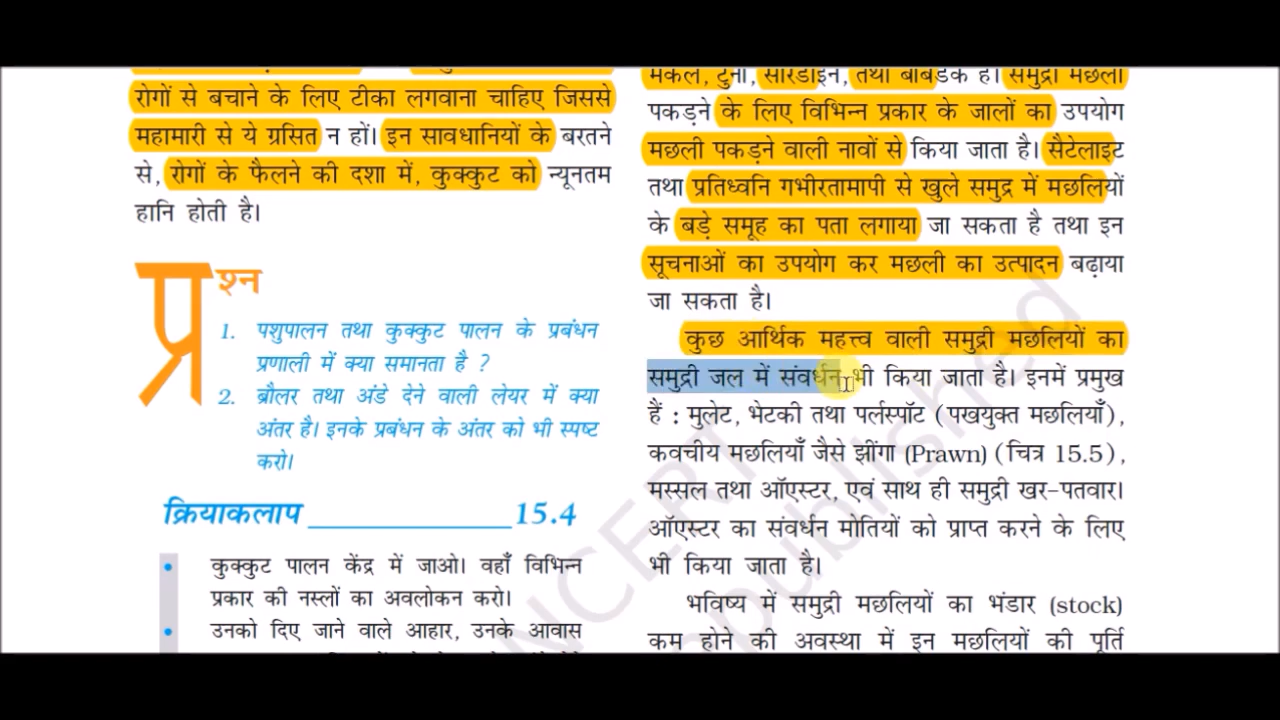 रोगों से बचाने के लिए टीका लगवाना चाहिए जिससे
महामारी से ये ग्रसित न हों। इन सावधानियों के बरतने
से, रोगों के फैलने की दशा में, कुक्कुट को न्यूनतम
हानि होती है।
प्रश्न
1. पशुपालन तथा कुक्कुट पालन के प्रबंधन
प्रणाली में क्या समानता है ?
2. ब्रौलर तथा अंडे देने वाली लेयर में क्या
अंतर है। इनके प्रबंधन के अंतर को भी स्पष्ट
करो।
क्रियाकलाप ____________ 15.4
• कुक्कुट पालन केंद्र में जाओ। वहाँ विभिन्न
प्रकार की नस्लों का अवलोकन करो।
• उनको दिए जाने वाले आहार, उनके आवास
मैकेल, टुना, सारडाइन, तथा बांबेडक हैं। समुद्री मछली
पकड़ने के लिए विभिन्न प्रकार के जालों का उपयोग
मछली पकड़ने वाली नावों से किया जाता है। सैटेलाइट
तथा प्रतिध्वनि गभीरतामापी से खुले समुद्र में मछलियों
के बड़े समूह का पता लगाया जा सकता है तथा इन
सूचनाओं का उपयोग कर मछली का उत्पादन बढ़ाया
जा सकता है।
कुछ आर्थिक महत्त्व वाली समुद्री मछलियों का
समुद्री जल में संवर्धन भी किया जाता है। इनमें प्रमुख
हैं : मुलेट, भेटकी तथा पर्लस्पॉट (पखयुक्त मछलियाँ),
कवचीय मछलियाँ जैसे झींगा (Prawn) (चित्र 15.5),
मस्सल तथा ऑएस्टर, एवं साथ ही समुद्री खर-पतवार।
ऑएस्टर का संवर्धन मोतियों को प्राप्त करने के लिए
भी किया जाता है।
भविष्य में समुद्री मछलियों का भंडार (stock)
कम होने की अवस्था में इन मछलियों की पूर्ति
NCERT
published